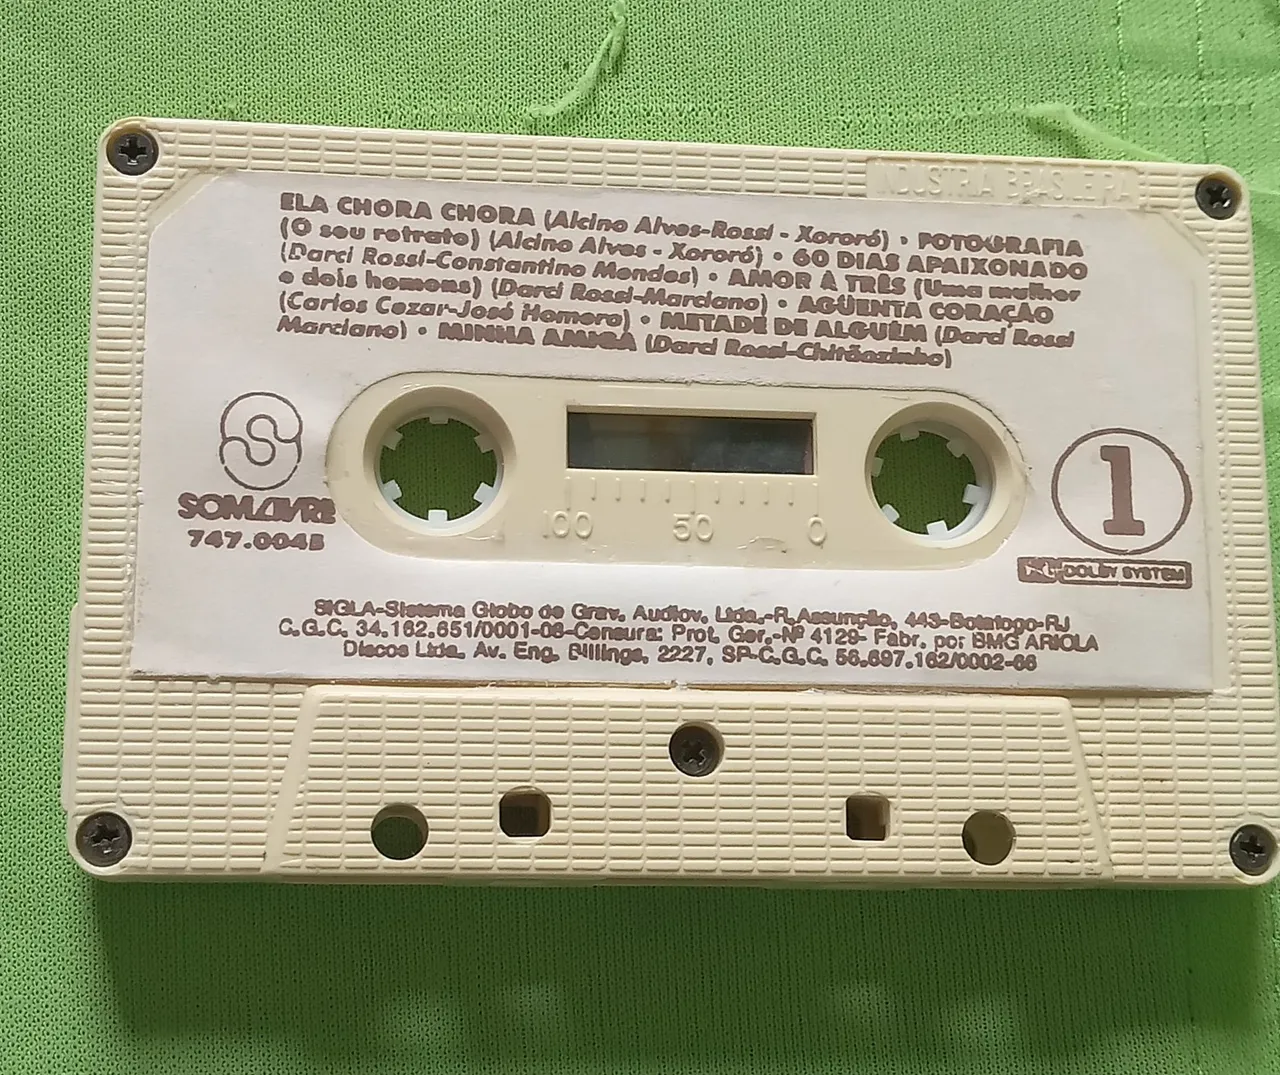 INDUSTRIA BRASILEIRA
ELA CHORA CHORA (Alcino Alves-Rossi - Xororó) • FOTOGRAFIA
(O seu retrato) (Alcino Alves - Xororó) • 60 DIAS APAIXONADO
(Darci Rossi-Constantino Mendes) • AMOR À TRÊS (Uma mulher
e dois homens) (Darci Rossi-Marciano) • AGÜENTA CORAÇÃO
(Carlos Cezar-José Homero) • METADE DE ALGUÉM (Darci Rossi
Marciano) • MINHA AMIGA (Darci Rossi-Chitãozinho)
SOM LIVRE
747.004B
100 50 0
1
DOLBY SYSTEM
SIGLA-Sistema Globo de Grav. Audiov. Ltda.-R.Assunção, 443-Botafogo-RJ
C.G.C. 34.162.651/0001-08-Censura: Prot. Ger.-Nº 4129- Fabr. por BMG ARIOLA
Discos Ltda. Av. Eng. Billings, 2227, SP-C.G.C. 56.697.162/0002-66